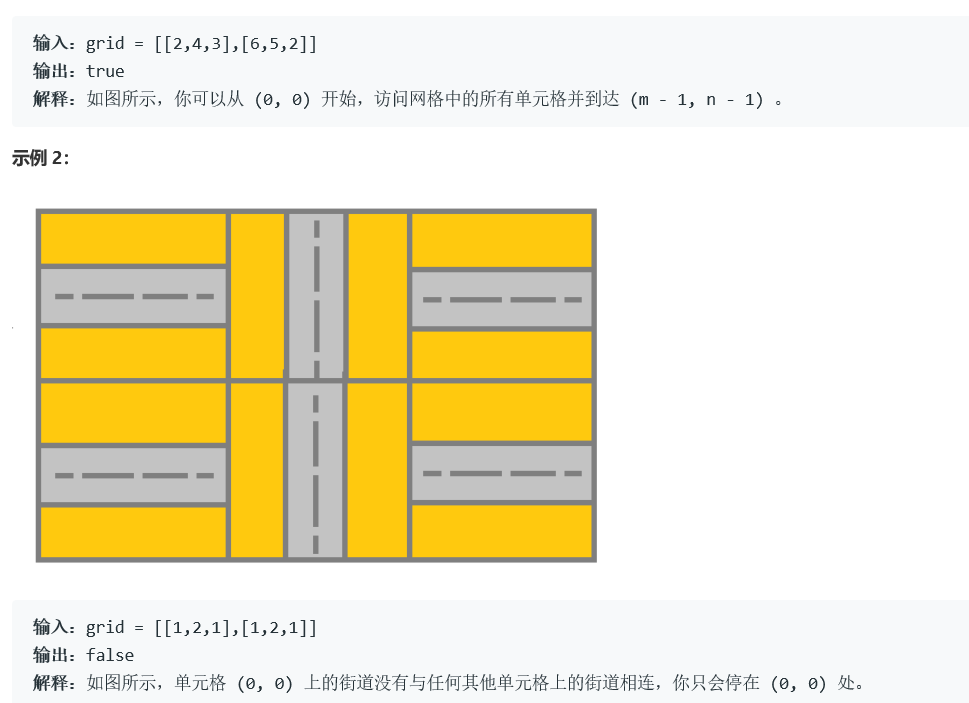 输入：grid = [[2,4,3],[6,5,2]]
输出：true
解释：如图所示，你可以从 (0, 0) 开始，访问网格中的所有单元格并到达 (m - 1, n - 1) 。
示例 2：
输入：grid = [[1,2,1],[1,2,1]]
输出：false
解释：如图所示，单元格 (0, 0) 上的街道没有与任何其他单元格上的街道相连，你只会停在 (0, 0) 处。